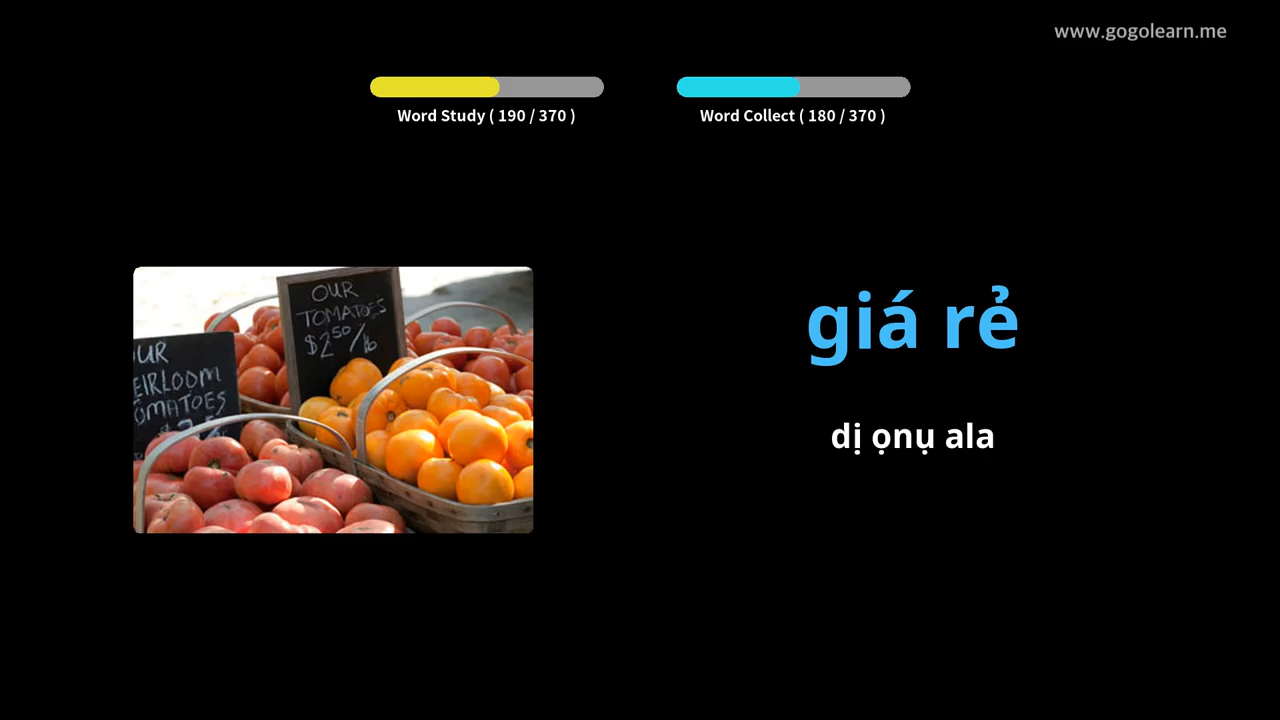 www.gogolearn.me
Word Study ( 190 / 370 )
Word Collect ( 180 / 370 )
OUR
TOMATOES
$2.50/lb
UR
EIRLOOM
OMATOES
giá rẻ
dị ọnụ ala